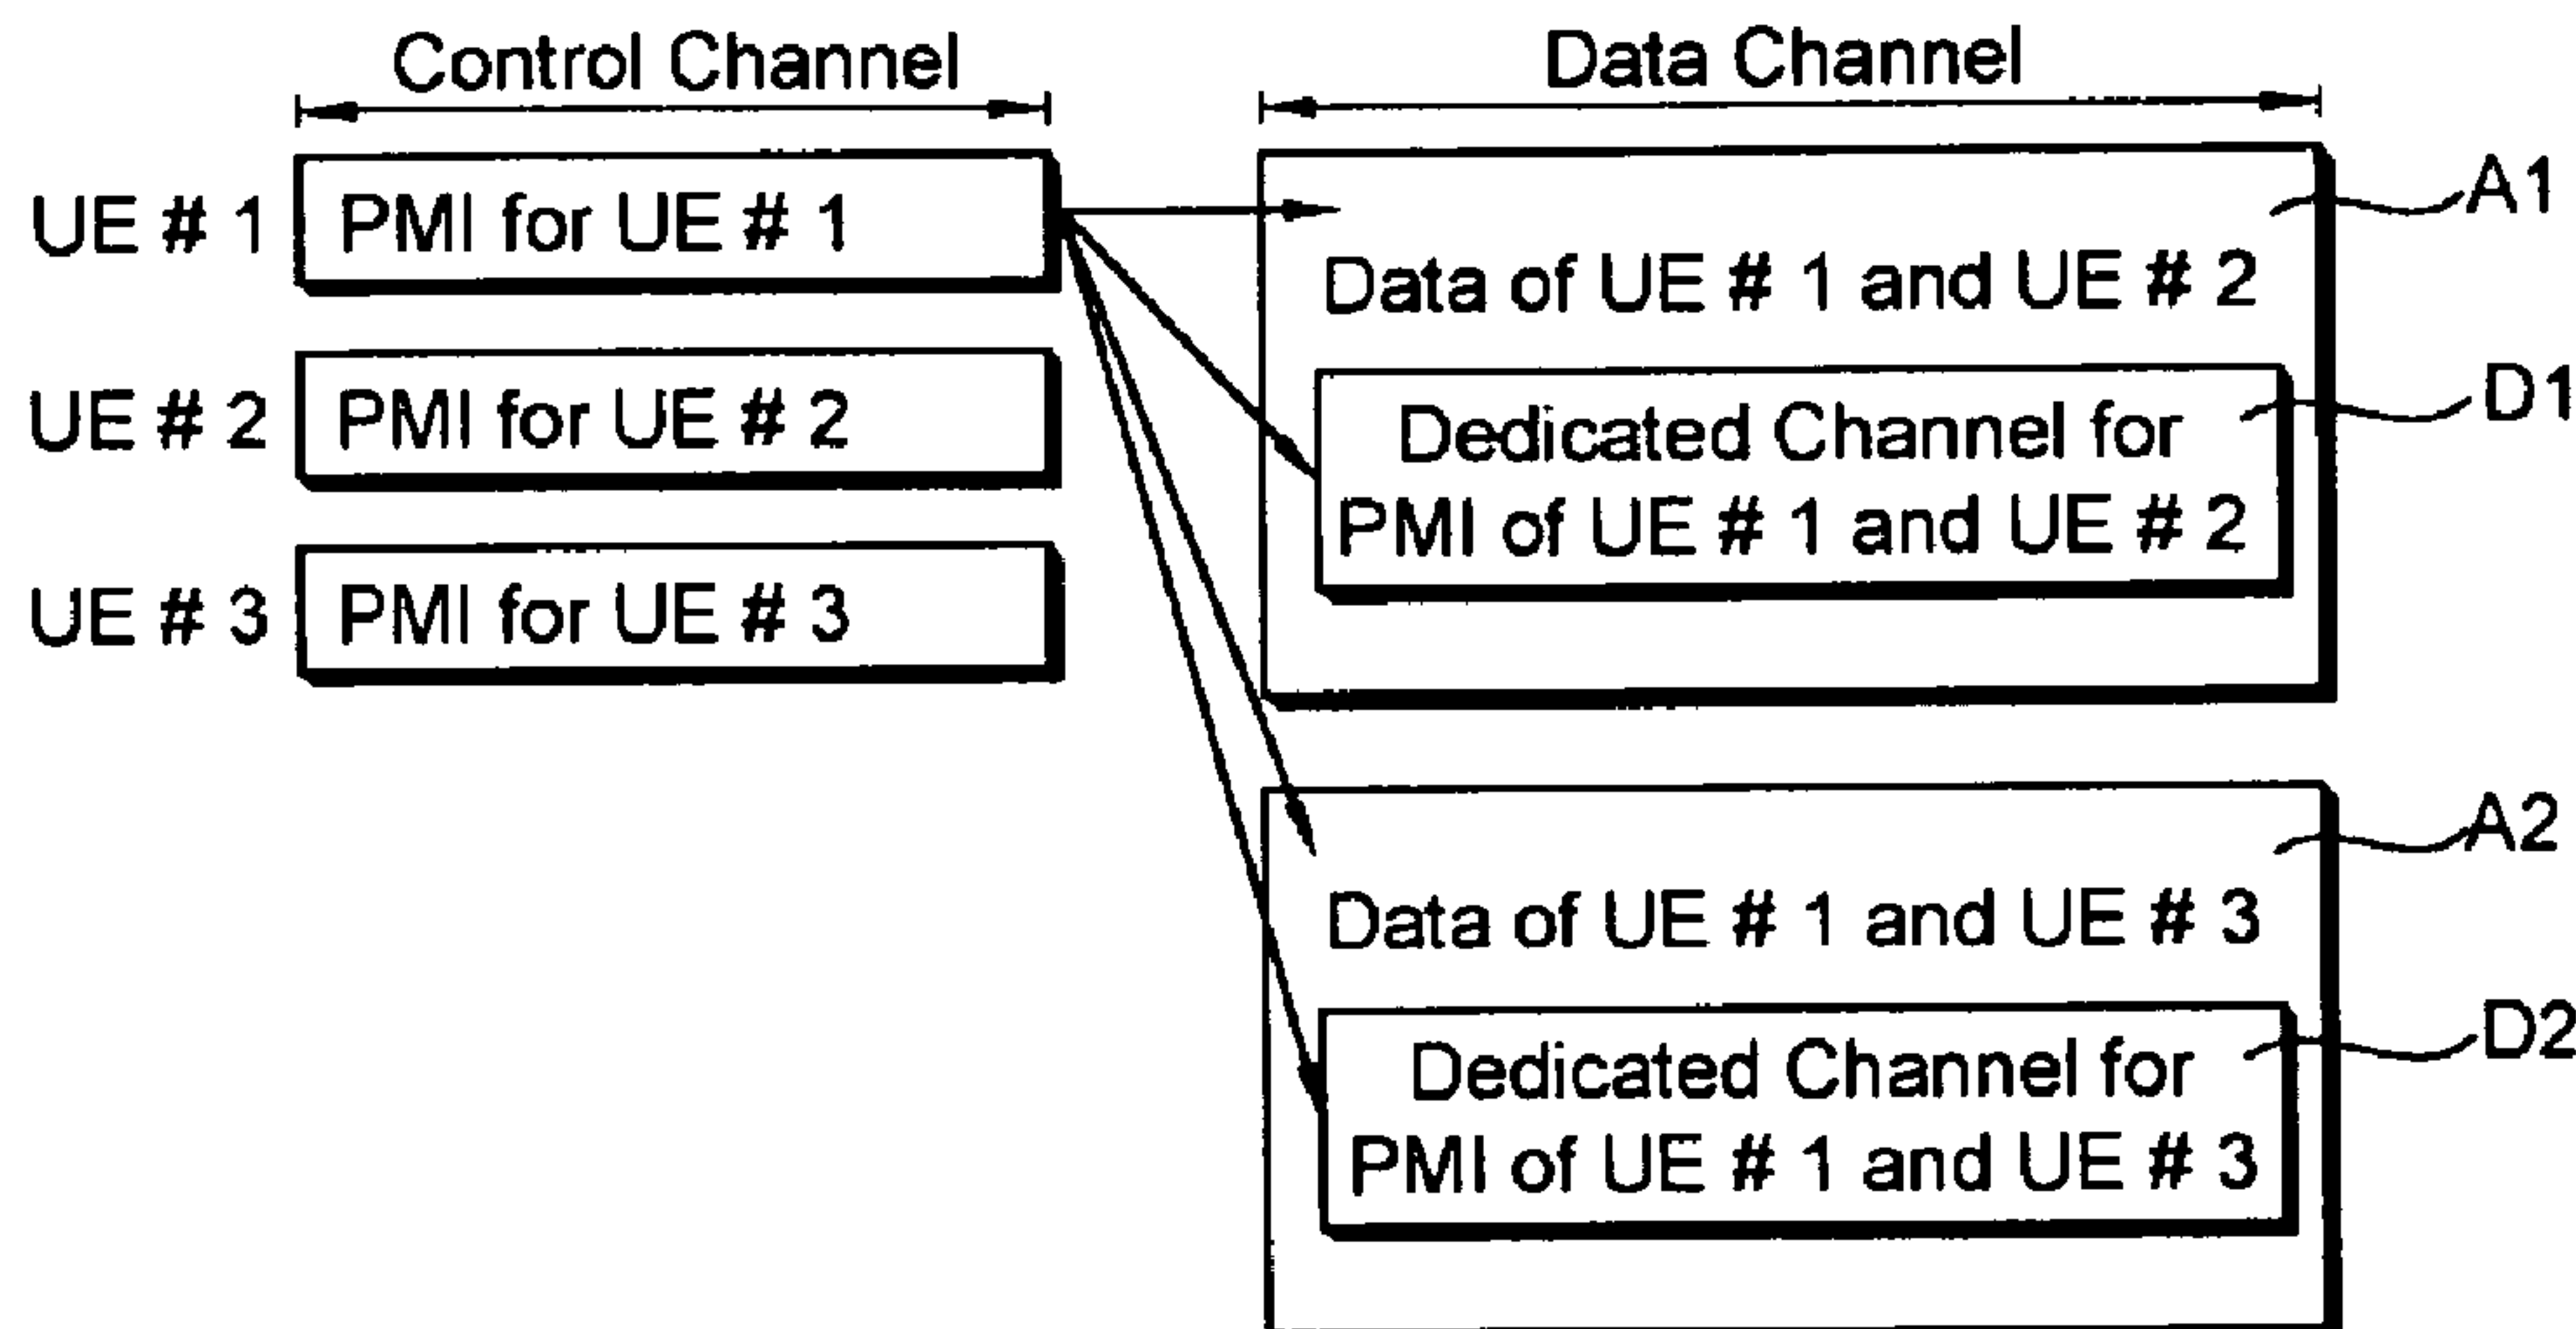 Control Channel
Data Channel
UE # 1
PMI for UE # 1
UE # 2
PMI for UE # 2
UE # 3
PMI for UE # 3
A1
Data of UE # 1 and UE # 2
D1
Dedicated Channel for
PMI of UE # 1 and UE # 2
A2
Data of UE # 1 and UE # 3
D2
Dedicated Channel for
PMI of UE # 1 and UE # 3